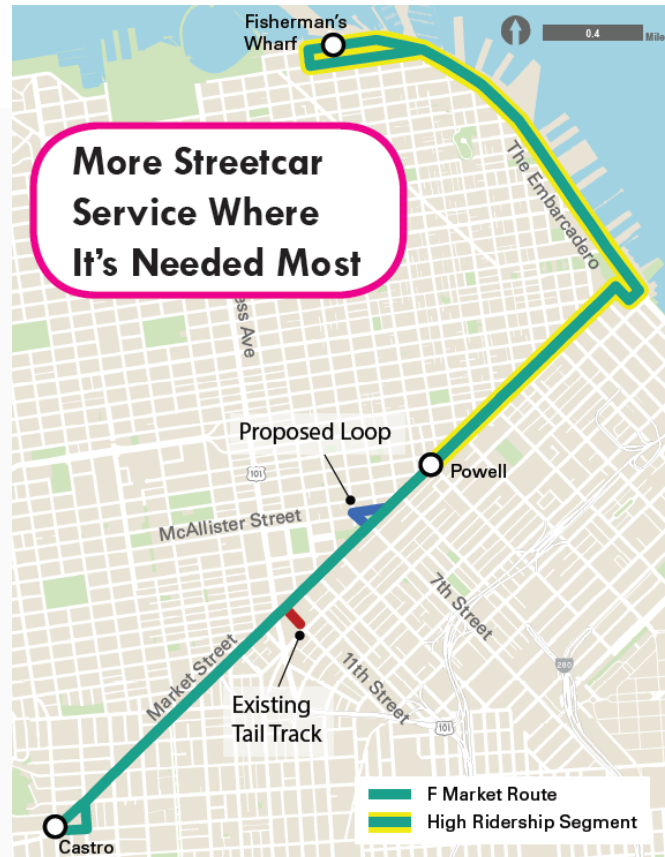 Fisherman's
Wharf
0.4
Mile
More Streetcar
Service Where
It's Needed Most
The Embarcadero
ess Ave
Proposed Loop
101
Powell
McAllister Street
7th Street
Market Street
11th Street
280
Existing
Tail Track
101
F Market Route
High Ridership Segment
Castro